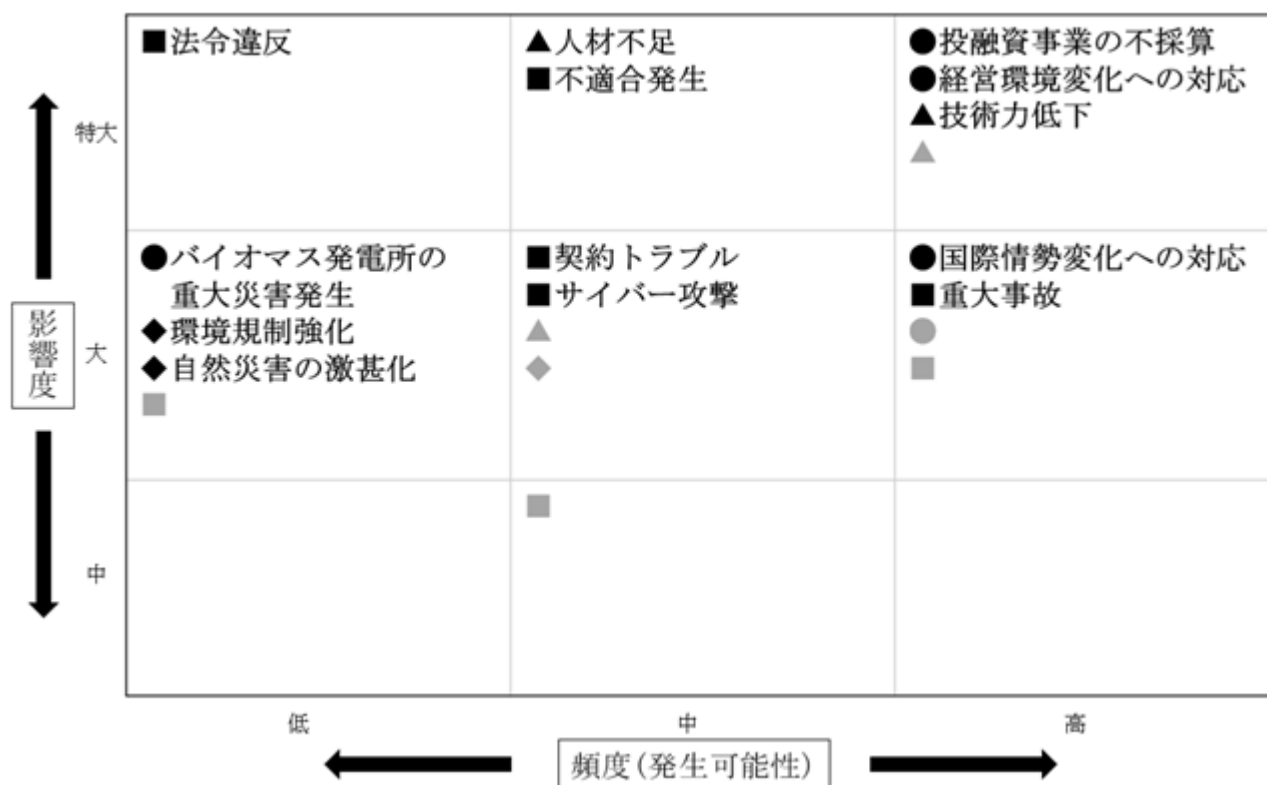 ■法令違反
▲人材不足
■不適合発生
●投融資事業の不採算
●経営環境変化への対応
▲技術力低下
特大
●バイオマス発電所の
重大災害発生
◆環境規制強化
◆自然災害の激甚化
■契約トラブル
■サイバー攻撃
●国際情勢変化への対応
■重大事故
影響度
大
中
低
中
高
頻度(発生可能性)